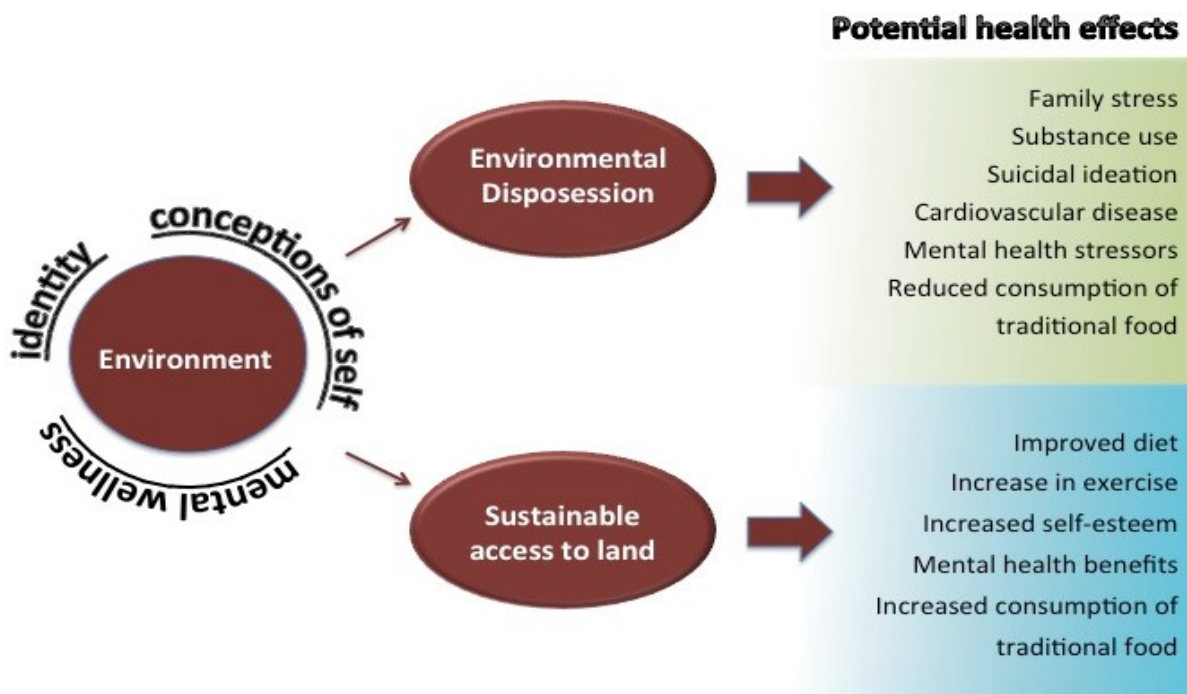 Potential health effects
identity
conceptions of self
mental wellness
Environment
Environmental
Disposession
Family stress
Substance use
Suicidal ideation
Cardiovascular disease
Mental health stressors
Reduced consumption of
traditional food
Sustainable
access to land
Improved diet
Increase in exercise
Increased self-esteem
Mental health benefits
Increased consumption of
traditional food